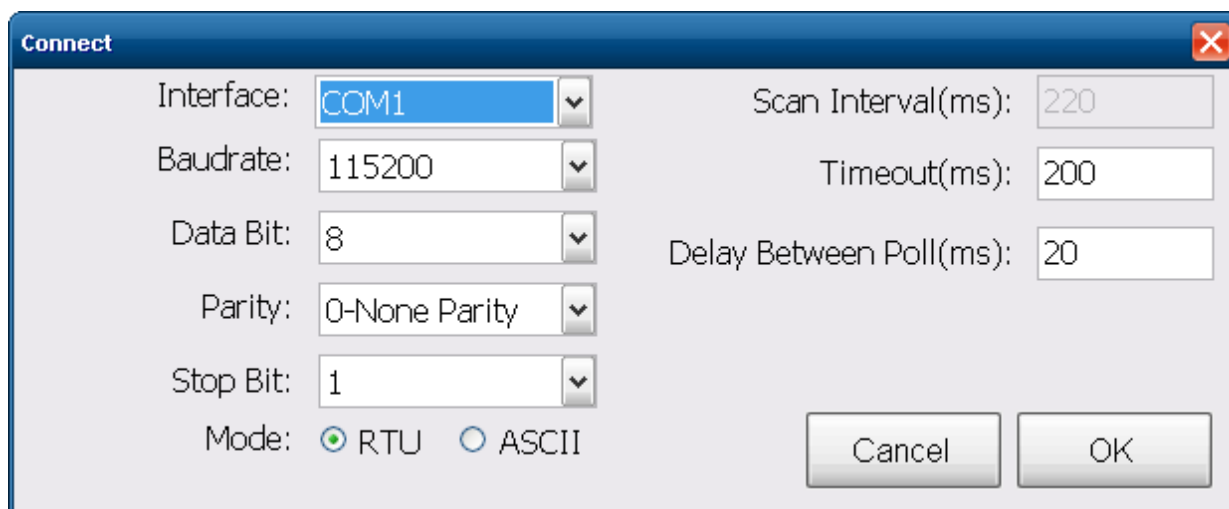 Connect
Interface: COM1
Baudrate: 115200
Data Bit: 8
Parity: 0-None Parity
Stop Bit: 1
Mode: RTU ASCII
Scan Interval(ms): 220
Timeout(ms): 200
Delay Between Poll(ms): 20
Cancel OK